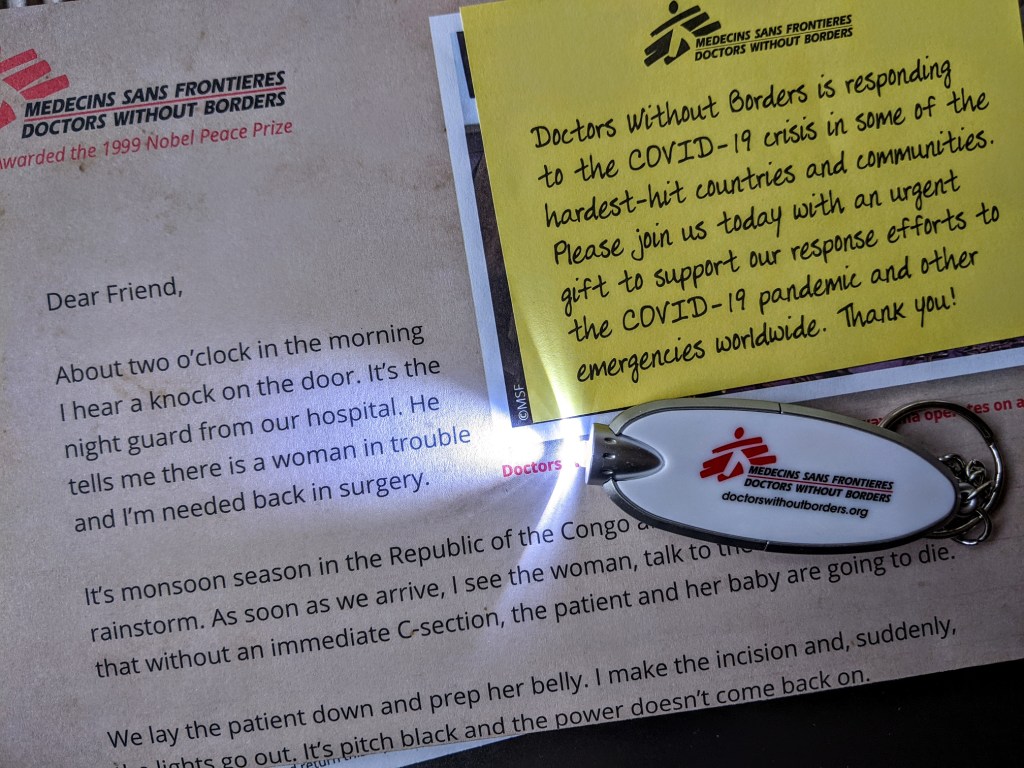 MEDECINS SANS FRONTIERES
DOCTORS WITHOUT BORDERS
Awarded the 1999 Nobel Peace Prize
Dear Friend,
About two o'clock in the morning
I hear a knock on the door. It's the
night guard from our hospital. He
tells me there is a woman in trouble
and I'm needed back in surgery.
It's monsoon season in the Republic of the Congo
rainstorm. As soon as we arrive, I see the woman, talk to the
that without an immediate C-section, the patient and her baby are going to die.
We lay the patient down and prep her belly. I make the incision and, suddenly,
the lights go out. It's pitch black and the power doesn't come back on.
MEDECINS SANS FRONTIERES
DOCTORS WITHOUT BORDERS
Doctors Without Borders is responding
to the COVID-19 crisis in some of the
hardest-hit countries and communities.
Please join us today with an urgent
gift to support our response efforts to
the COVID-19 pandemic and other
emergencies worldwide. Thank you!
©MSF
Doctors
operates on a
MEDECINS SANS FRONTIERES
DOCTORS WITHOUT BORDERS
doctorswithoutborders.org
return this